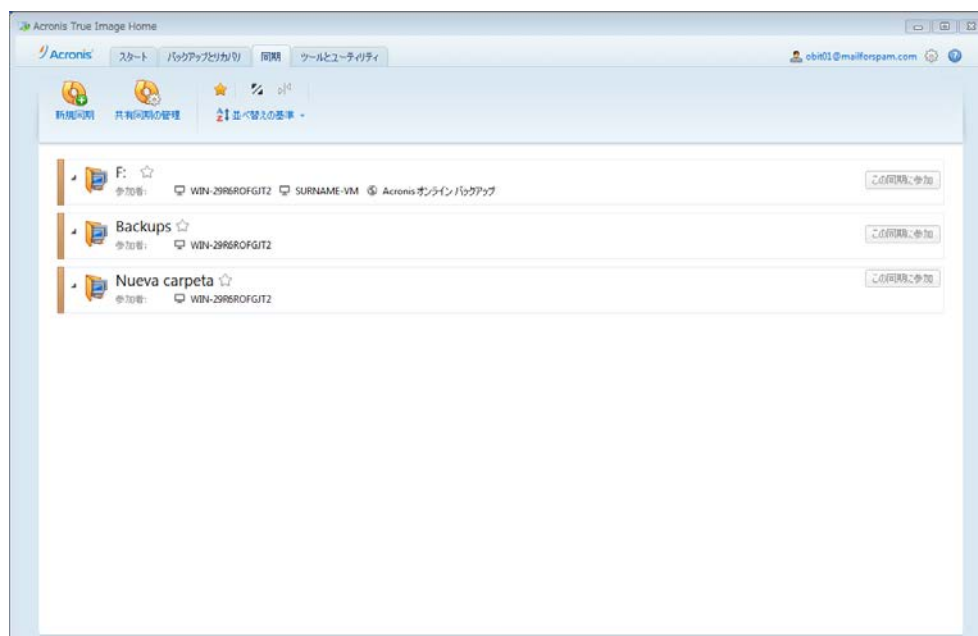 Acronis True Image Home
Acronis スタート バックアップとリカバリ 同期 ツールとユーティリティ obit01@mailforspam.com
新規同期 共有同期の管理 並べ替えの基準
F:
参加者: WIN-29R6ROFGJT2 SURNAME-VM Acronis オンライン バックアップ
この同期に参加
Backups
参加者: WIN-29R6ROFGJT2
この同期に参加
Nueva carpeta
参加者: WIN-29R6ROFGJT2
この同期に参加